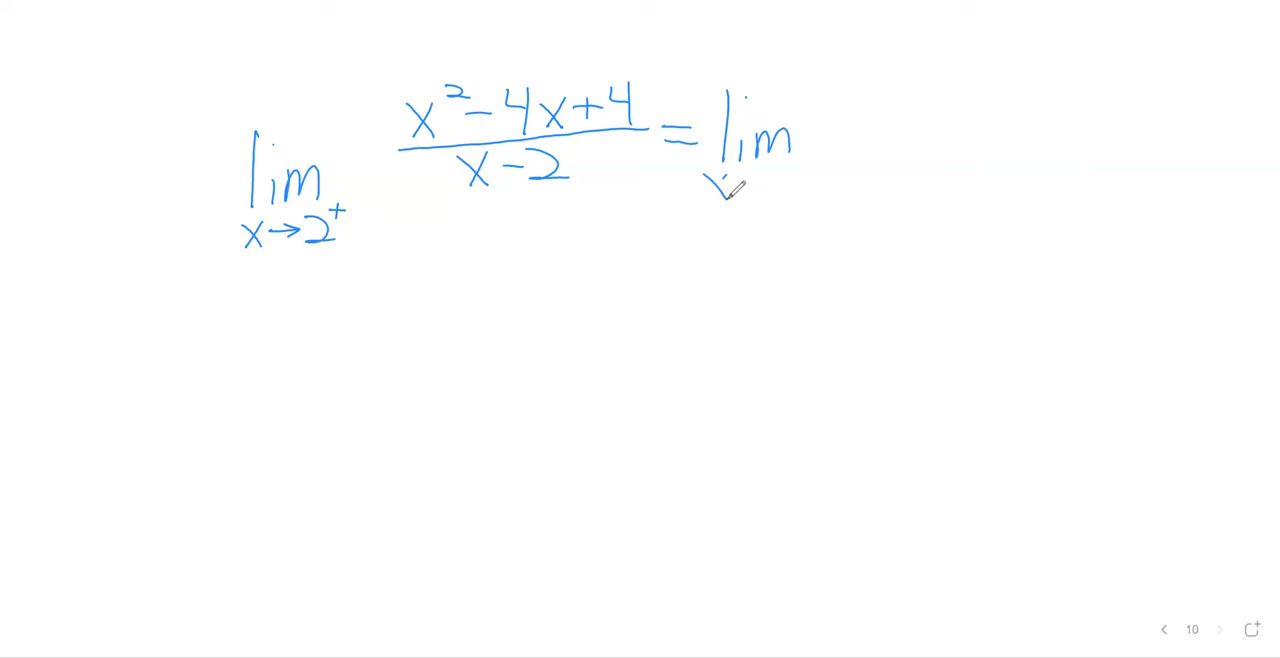 lim x→2⁺ x² - 4x + 4 / x - 2 = lim
10